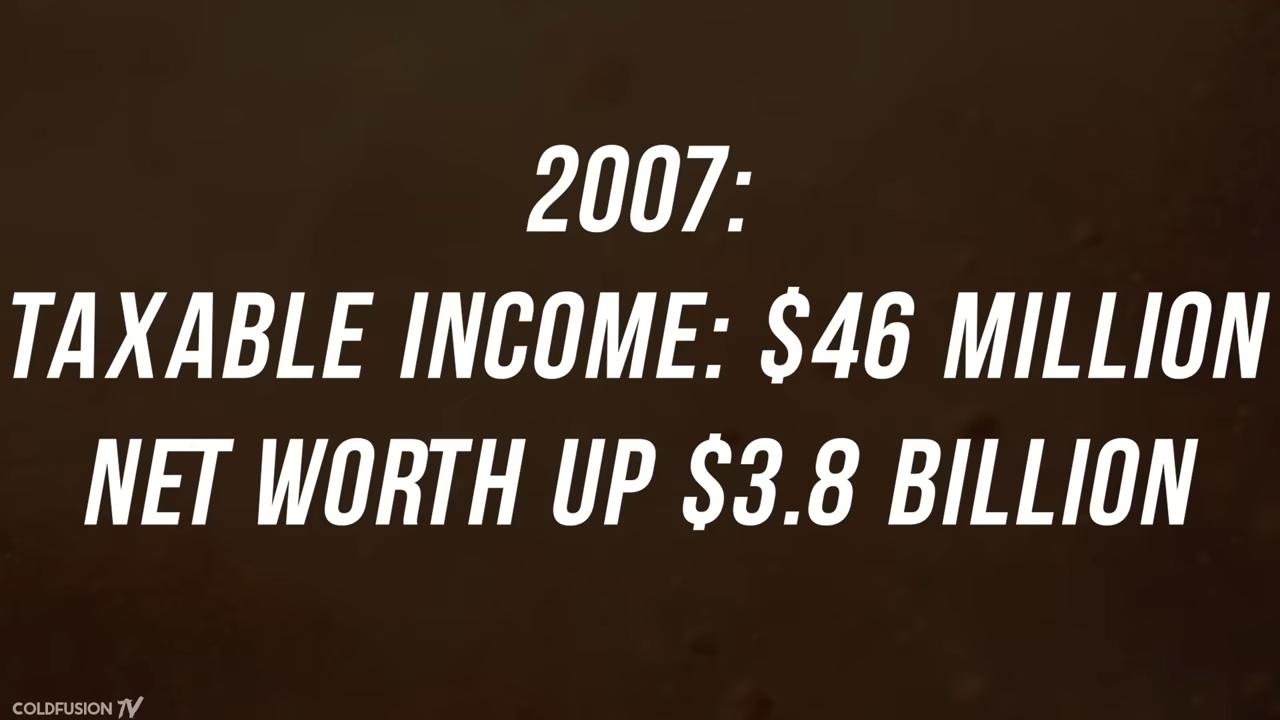 2007:
TAXABLE INCOME: $46 MILLION
NET WORTH UP $3.8 BILLION
COLDFUSION TV